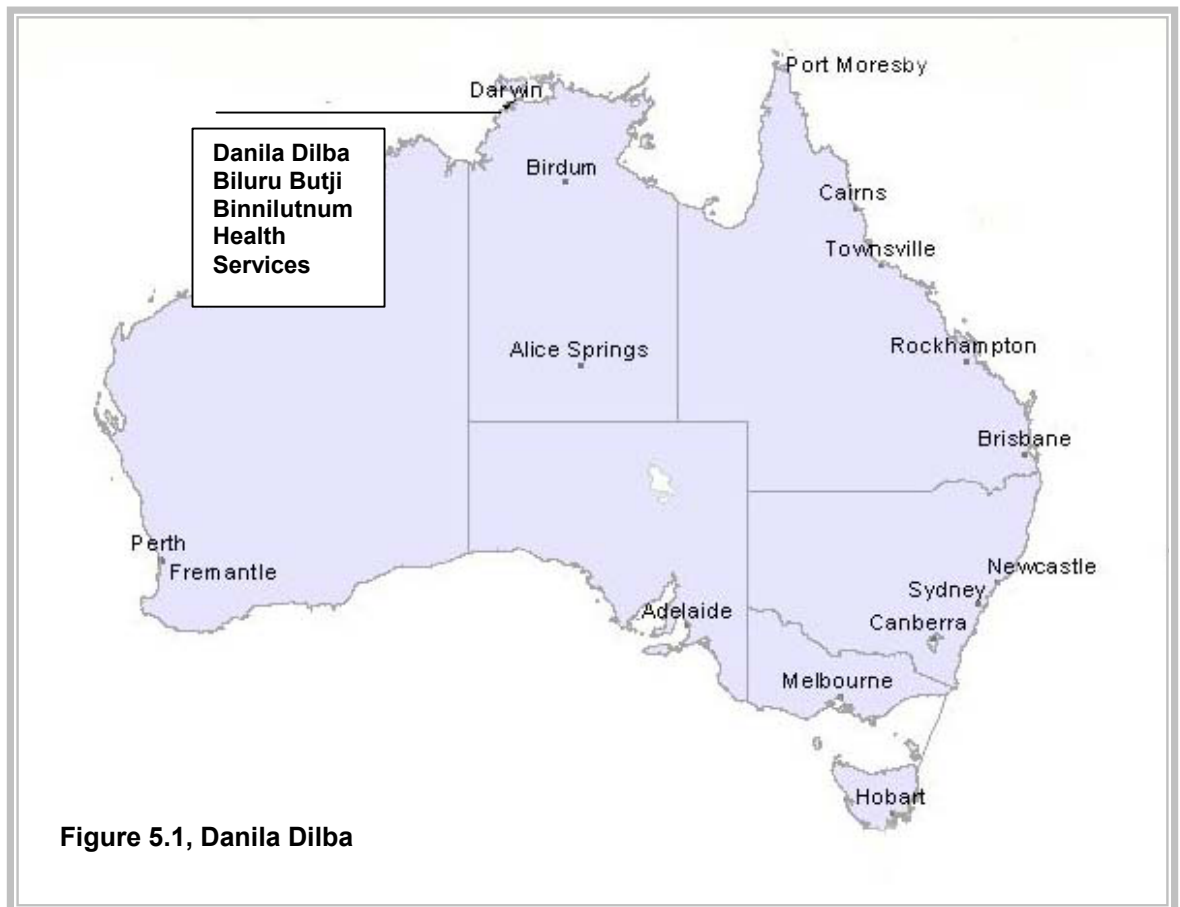 Port Moresby
Darwin
Danila Dilba
Biluru Butji
Binnilutnum
Health
Services
Birdum
Cairns
Townsville
Alice Springs
Rockhampton
Brisbane
Perth
Fremantle
Newcastle
Sydney
Adelaide
Canberra
Melbourne
Hobart
Figure 5.1, Danila Dilba